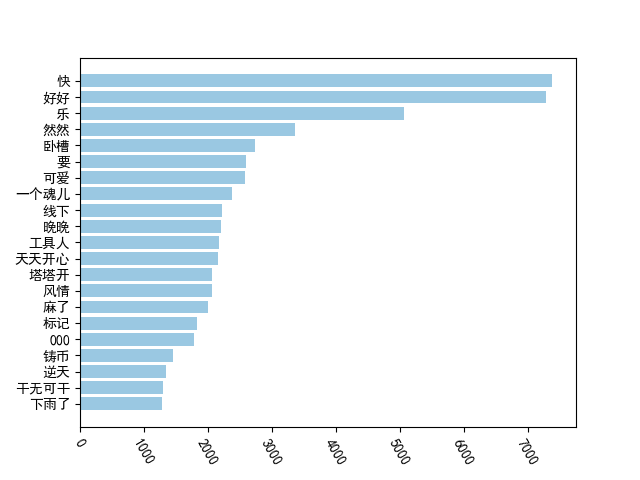 快
好好
乐
然然
卧槽
要
可爱
一个魂儿
线下
晚晚
工具人
天天开心
塔塔开
风情
麻了
标记
000
铸币
逆天
干无可干
下雨了
0 1000 2000 3000 4000 5000 6000 7000